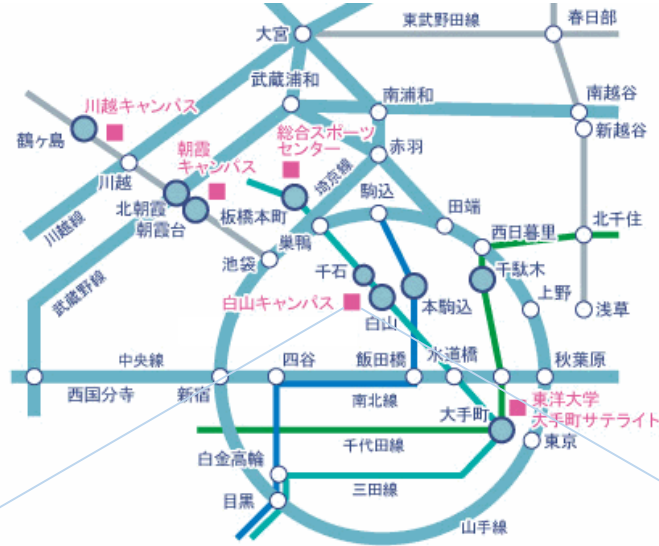 大宮
東武野田線
春日部
武蔵浦和
南浦和
南越谷
川越キャンパス
鶴ヶ島
新越谷
総合スポーツ
センター
赤羽
朝霞
キャンパス
川越
埼京線
駒込
田端
北朝霞
朝霞台
板橋本町
川越線
巣鴨
西日暮里
北千住
池袋
千石
千駄木
武蔵野線
白山キャンパス
本駒込
上野
浅草
白山
中央線
四谷
飯田橋
水道橋
秋葉原
西国分寺
新宿
南北線
東洋大学
大手町サテライト
大手町
千代田線
東京
白金高輪
三田線
目黒
山手線